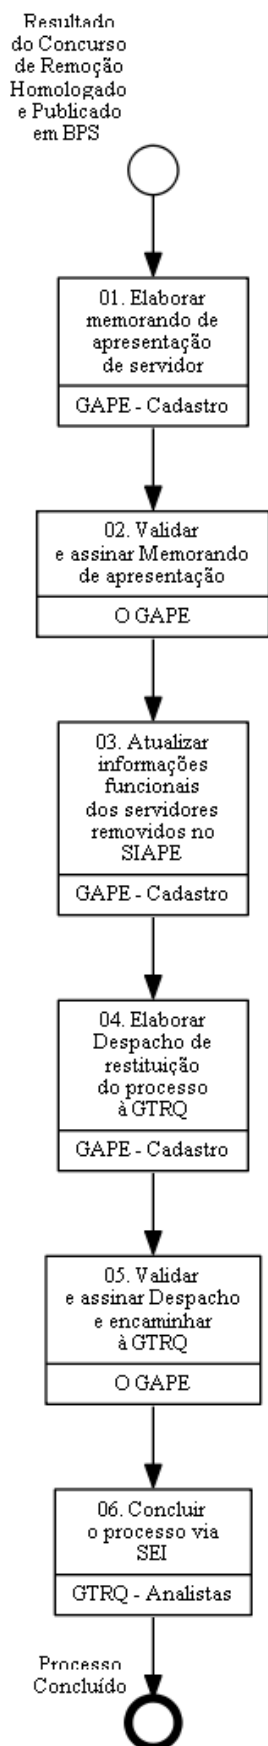 Resultado
do Concurso
de Remoção
Homologado
e Publicado
em BPS
01. Elaborar
memorando de
apresentação
de servidor
GAPE - Cadastro
02. Validar
e assinar Memorando
de apresentação
O GAPE
03. Atualizar
informações
funcionais
dos servidores
removidos no
SIAPE
GAPE - Cadastro
04. Elaborar
Despacho de
restituição
do processo
à GTRQ
GAPE - Cadastro
05. Validar
e assinar Despacho
e encaminhar
à GTRQ
O GAPE
06. Concluir
o processo via
SEI
GTRQ - Analistas
Processo
Concluído